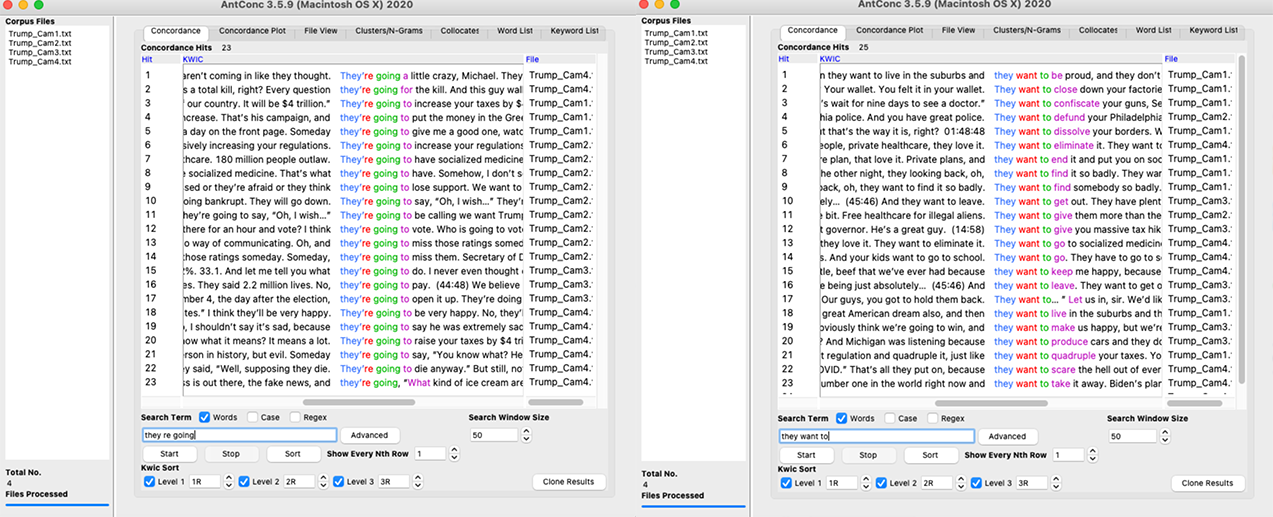 AntConc 3.5.9 (Macintosh OS X) 2020
Corpus Files
Trump_Cam1.txt
Trump_Cam2.txt
Trump_Cam3.txt
Trump_Cam4.txt
Concordance Concordance Plot File View Clusters/N-Grams Collocates Word List Keyword List
Concordance Hits 23
Hit KWIC File
1 aren't coming in like they thought. They're going a little crazy, Michael. They Trump_Cam4.
2 s a total kill, right? Every question they're going for the kill. And this guy wal Trump_Cam4.
3 our country. It will be $4 trillion." They're going to increase your taxes by $ Trump_Cam1.
4 ncrease. That's his campaign, and they're going to put the money in the Gre Trump_Cam1.
5 a day on the front page. Someday they're going to give me a good one, watc Trump_Cam1.
6 sively increasing your regulations. They're going to increase your regulations Trump_Cam2.
7 hcare. 180 million people outlaw. They're going to have socialized medicine Trump_Cam2.
8 e socialized medicine. That's what they're going to have. Somehow, I don't s Trump_Cam2.
9 sed or they're afraid or they think they're going to lose support. We want to Trump_Cam2.
10 oing bankrupt. They will go down. They're going to say, "Oh, I wish..." They'r Trump_Cam2.
11 hey're going to say, "Oh, I wish..." They're going to be calling we want Trump Trump_Cam2.
12 there for an hour and vote? I think they're going to vote. Who is going to vot Trump_Cam2.
13 o way of communicating. Oh, and they're going to miss those ratings somed Trump_Cam2.
14 those ratings someday. Someday, they're going to miss them. Secretary of D Trump_Cam2.
15 2%. 33.1. And let me tell you what they're going to do. I never even thought Trump_Cam3.
16 es. They said 2.2 million lives. No, they're going to pay. (44:48) We believe Trump_Cam3.
17 mber 4, the day after the election, they're going to open it up. They're doing Trump_Cam3.
18 tes." I think they'll be very happy. They're going to be very happy. No, they'l Trump_Cam4.
19 , I shouldn't say it's sad, because they're going to say he was extremely sad Trump_Cam4.
20 ow what it means? It means a lot. They're going to raise your taxes by $4 tri Trump_Cam4.
21 erson in history, but evil. Someday they're going to say, "You know what? He Trump_Cam4.
22 ey said, "Well, supposing they die. They're going to die anyway." But still, no Trump_Cam4.
23 ss is out there, the fake news, and they're going, "What kind of ice cream are Trump_Cam4.
Search Term Words Case Regex Search Window Size
they re going Advanced 50
Start Stop Sort Show Every Nth Row 1
Total No.
4
Files Processed
Kwic Sort
Level 1 1R Level 2 2R Level 3 3R Clone Results
AntConc 3.5.9 (Macintosh OS X) 2020
Corpus Files
Trump_Cam1.txt
Trump_Cam2.txt
Trump_Cam3.txt
Trump_Cam4.txt
Concordance Concordance Plot File View Clusters/N-Grams Collocates Word List Keyword List
Concordance Hits 25
Hit KWIC File
1 n they want to live in the suburbs and they want to be proud, and they don't Trump_Cam1.
2 Your wallet. You felt it in your wallet. They want to close down your factorie Trump_Cam2.
3 's wait for nine days to see a doctor." They want to confiscate your guns, Se Trump_Cam1.
4 hia police. And you have great police. They want to defund your Philadelphia Trump_Cam2.
5 t that's the way it is, right? 01:48:48 They want to dissolve your borders. W Trump_Cam1.
6 eople, private healthcare, they love it. They want to eliminate it. They want to Trump_Cam4.
7 re plan, that love it. Private plans, and they want to end it and put you on soc Trump_Cam1.
8 the other night, they looking back, oh, they want to find it so badly. They wan Trump_Cam1.
9 back, oh, they want to find it so badly. They want to find somebody so badly. Trump_Cam1.
10 ely... (45:46) And they want to leave. They want to get out. They have plent Trump_Cam3.
11 e bit. Free healthcare for illegal aliens. They want to give them more than the Trump_Cam2.
12 t governor. He's a great guy. (14:58) They want to give you massive tax hik Trump_Cam3.
13 they love it. They want to eliminate it. They want to go to socialized medicin Trump_Cam4.
14 s. And your kids want to go to school. They want to go. They have to go to s Trump_Cam4.
15 tle, beef that we've ever had because they want to keep me happy, because Trump_Cam4.
16 e being just absolutely... (45:46) And they want to leave. They want to get o Trump_Cam3.
17 Our guys, you got to hold them back. They want to... " Let us in, sir. We'd lik Trump_Cam3.
18 great American dream also, and then they want to live in the suburbs and th Trump_Cam1.
19 bviously think we're going to win, and they want to make us happy, but we'r Trump_Cam3.
20 ? And Michigan was listening because they want to produce cars and they do Trump_Cam4.
21 t regulation and quadruple it, just like they want to quadruple your taxes. Yo Trump_Cam1.
22 OVID." That's all they put on, because they want to scare the hell out of ever Trump_Cam4.
23 umber one in the world right now and they want to take it away. Biden's plan Trump_Cam4.
Search Term Words Case Regex Search Window Size
they want to Advanced 50
Start Stop Sort Show Every Nth Row 1
Total No.
4
Files Processed
Kwic Sort
Level 1 1R Level 2 2R Level 3 3R Clone Results